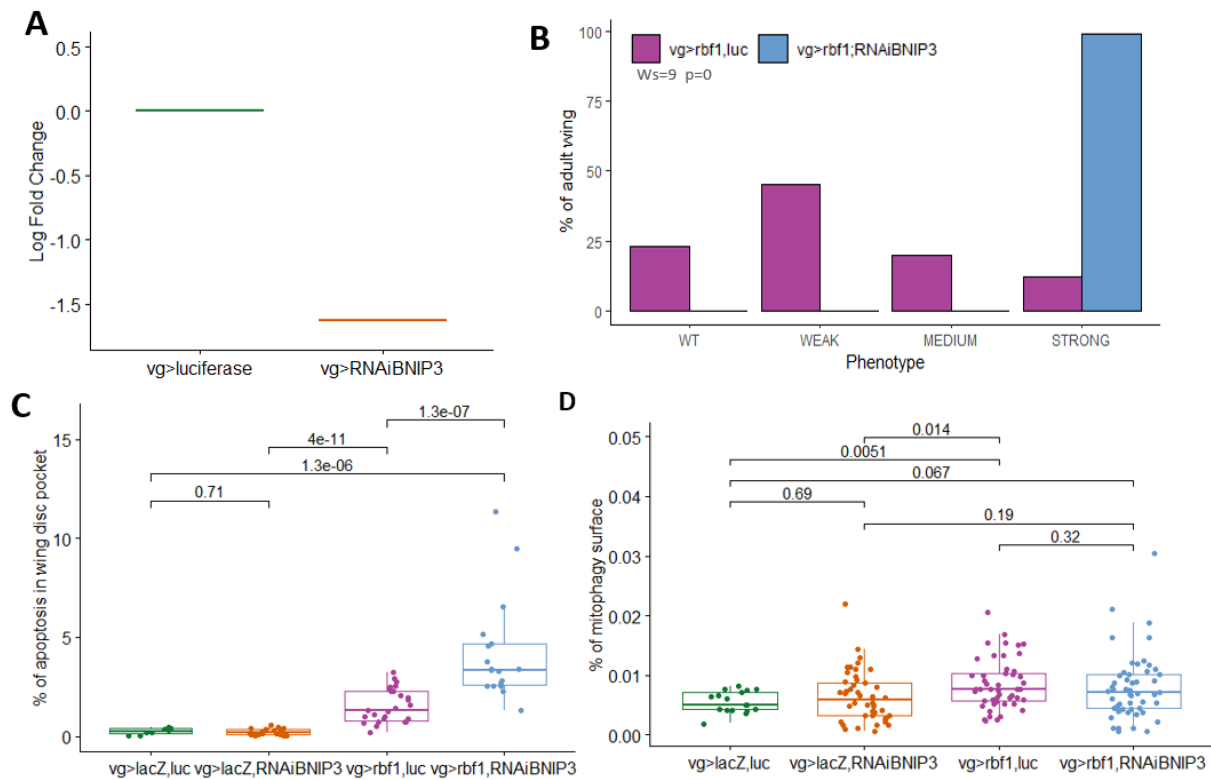 A
0.5
0.0
-0.5
-1.0
-1.5
Log Fold Change
vg>luciferase
vg>RNAiBNIP3
B
vg>rbf1,luc
vg>rbf1;RNAiBNIP3
Ws=9 p=0
100
75
50
25
0
% of adult wing
WT
WEAK
MEDIUM
STRONG
Phenotype
C
15
10
5
0
% of apoptosis in wing disc pocket
1.3e-07
4e-11
1.3e-06
0.71
vg>lacZ,luc
vg>lacZ,RNAiBNIP3
vg>rbf1,luc
vg>rbf1,RNAiBNIP3
D
0.05
0.04
0.03
0.02
0.01
0.00
% of mitophagy surface
0.014
0.0051
0.067
0.69
0.19
0.32
vg>lacZ,luc
vg>lacZ,RNAiBNIP3
vg>rbf1,luc
vg>rbf1,RNAiBNIP3